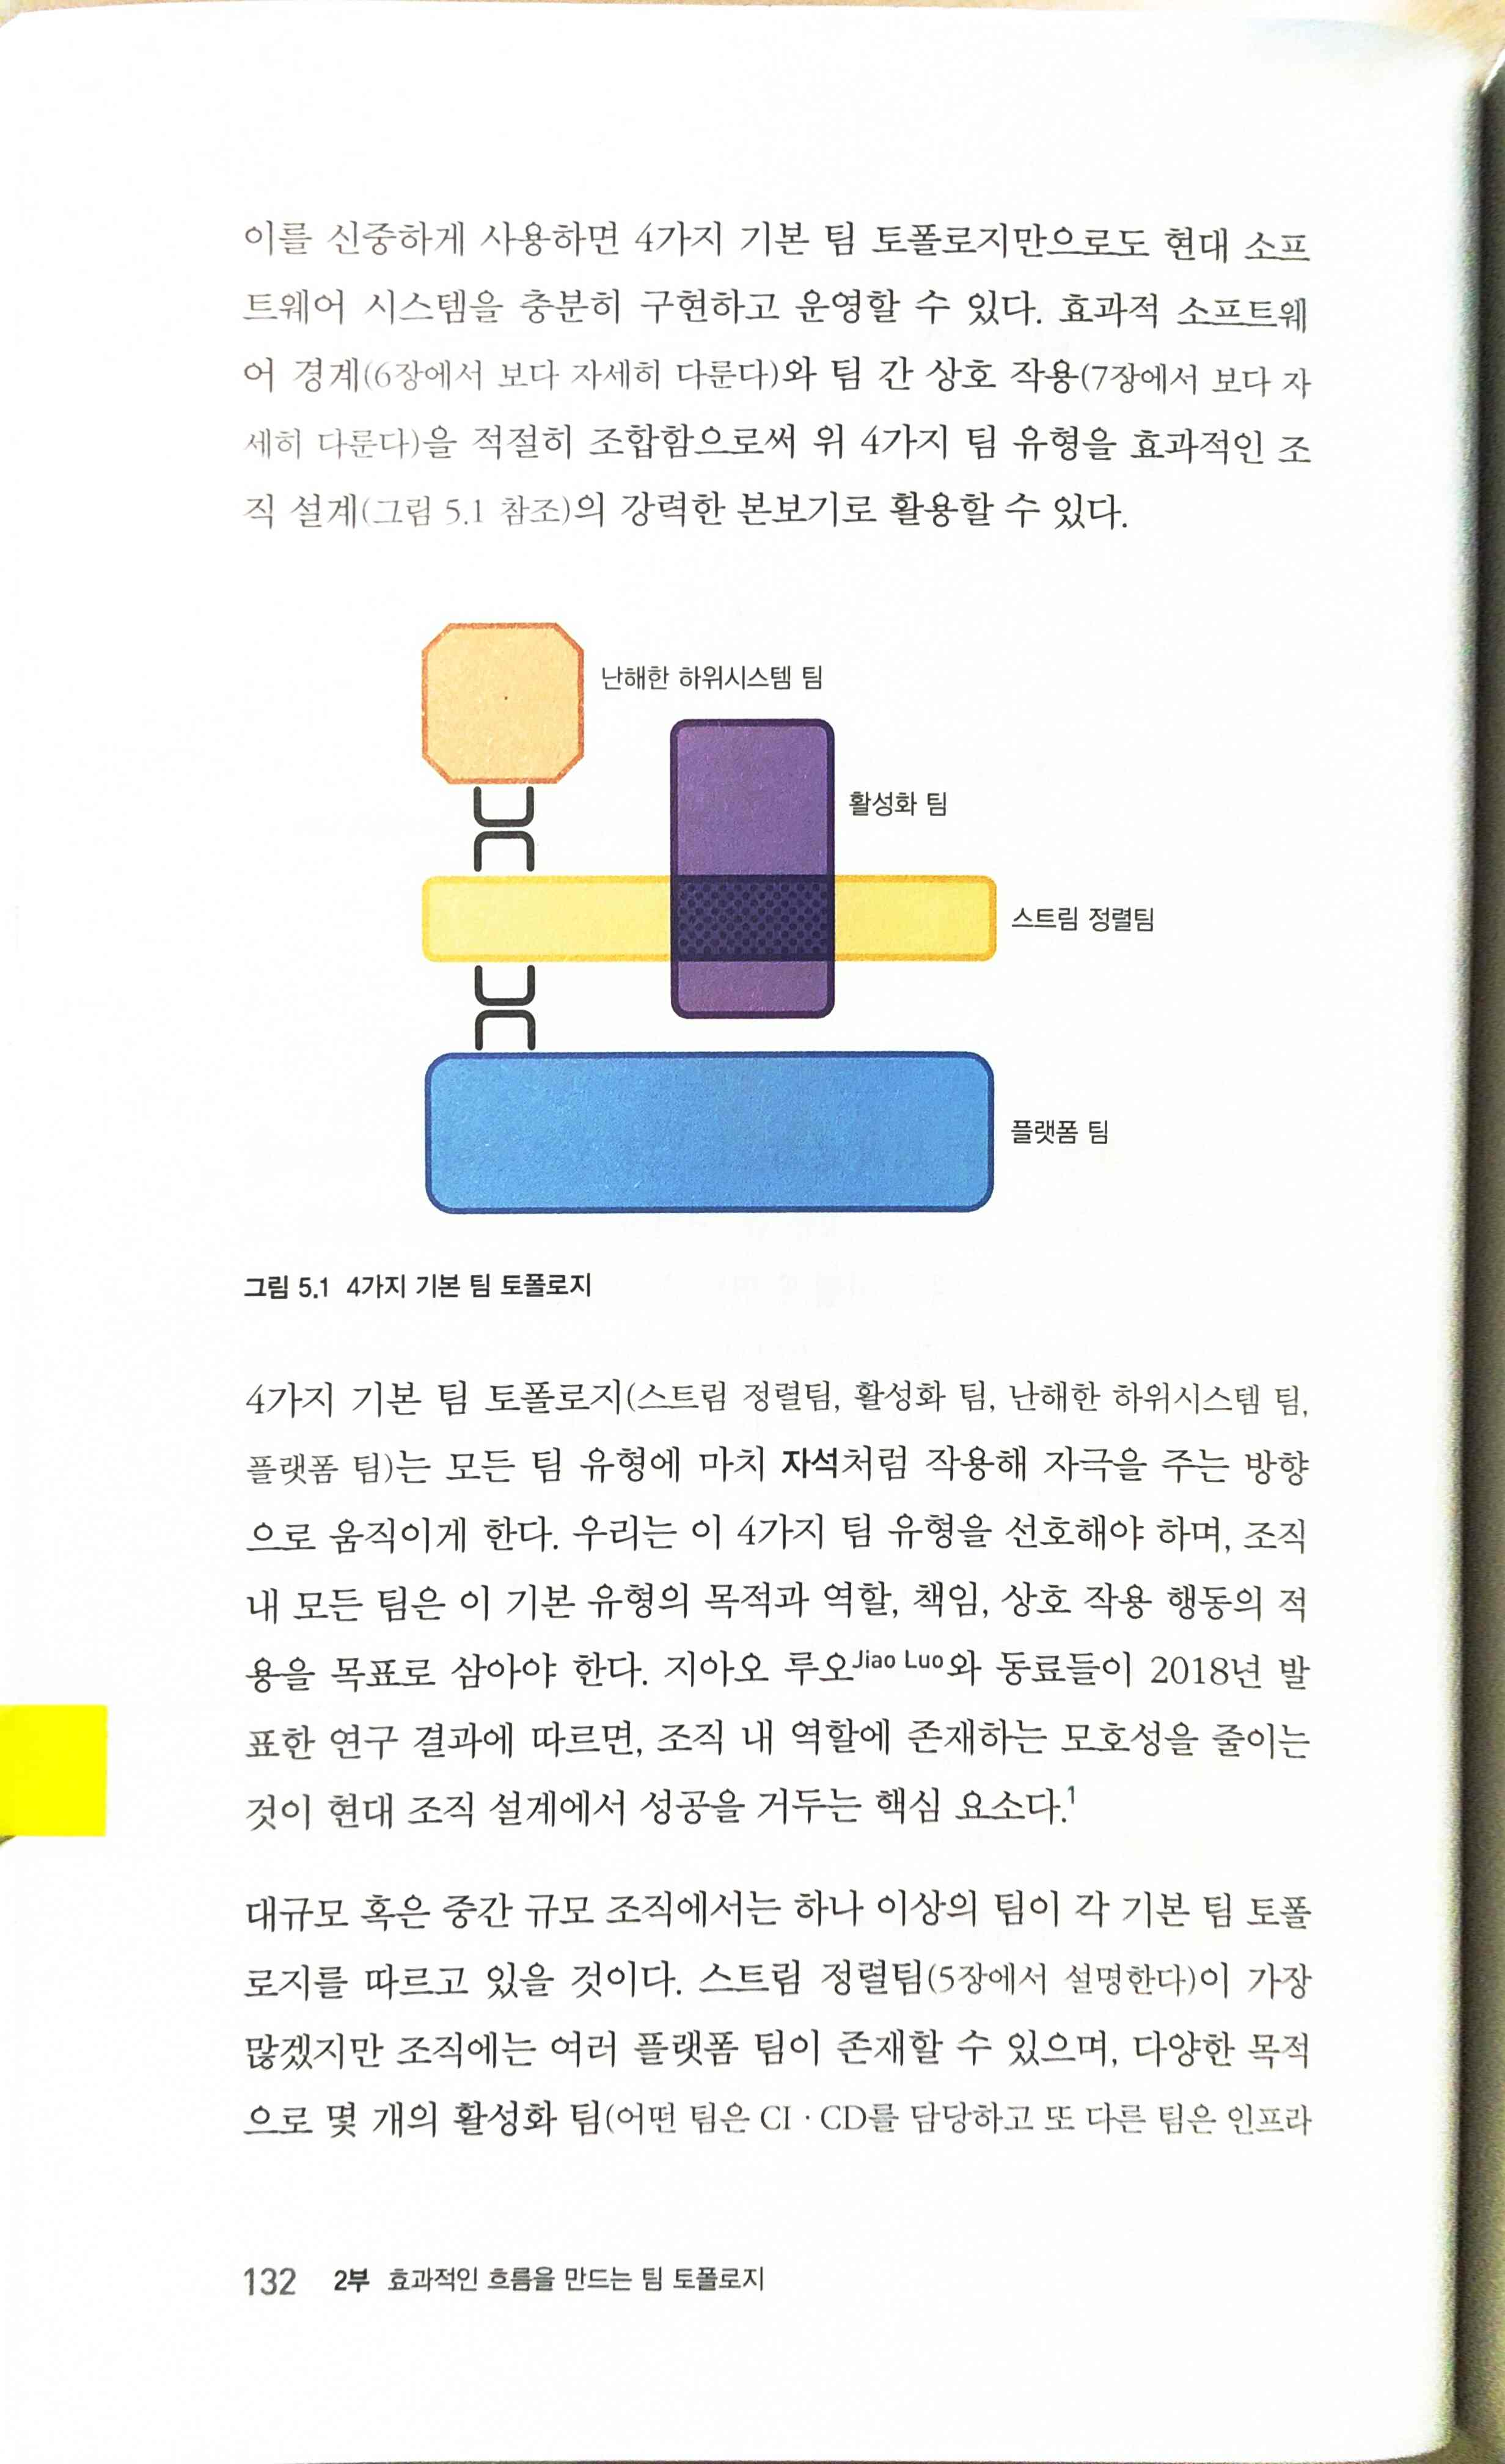 이를 신중하게 사용하면 4가지 기본 팀 토폴로지만으로도 현대 소프
트웨어 시스템을 충분히 구현하고 운영할 수 있다. 효과적 소프트웨
어 경계(6장에서 보다 자세히 다룬다)와 팀 간 상호 작용(7장에서 보다 자
세히 다룬다)을 적절히 조합함으로써 위 4가지 팀 유형을 효과적인 조
직 설계(그림 5.1 참조)의 강력한 본보기로 활용할 수 있다.
난해한 하위시스템 팀
활성화 팀
스트림 정렬팀
플랫폼 팀
그림 5.1 4가지 기본 팀 토폴로지
4가지 기본 팀 토폴로지(스트림 정렬팀, 활성화 팀, 난해한 하위시스템 팀,
플랫폼 팀)는 모든 팀 유형에 마치 자석처럼 작용해 자극을 주는 방향
으로 움직이게 한다. 우리는 이 4가지 팀 유형을 선호해야 하며, 조직
내 모든 팀은 이 기본 유형의 목적과 역할, 책임, 상호 작용 행동의 적
용을 목표로 삼아야 한다. 지아오 루오Jiao Luo와 동료들이 2018년 발
표한 연구 결과에 따르면, 조직 내 역할에 존재하는 모호성을 줄이는
것이 현대 조직 설계에서 성공을 거두는 핵심 요소다.1
대규모 혹은 중간 규모 조직에서는 하나 이상의 팀이 각 기본 팀 토폴
로지를 따르고 있을 것이다. 스트림 정렬팀(5장에서 설명한다)이 가장
많겠지만 조직에는 여러 플랫폼 팀이 존재할 수 있으며, 다양한 목적
으로 몇 개의 활성화 팀(어떤 팀은 CI·CD를 담당하고 또 다른 팀은 인프라
132 2부 효과적인 흐름을 만드는 팀 토폴로지